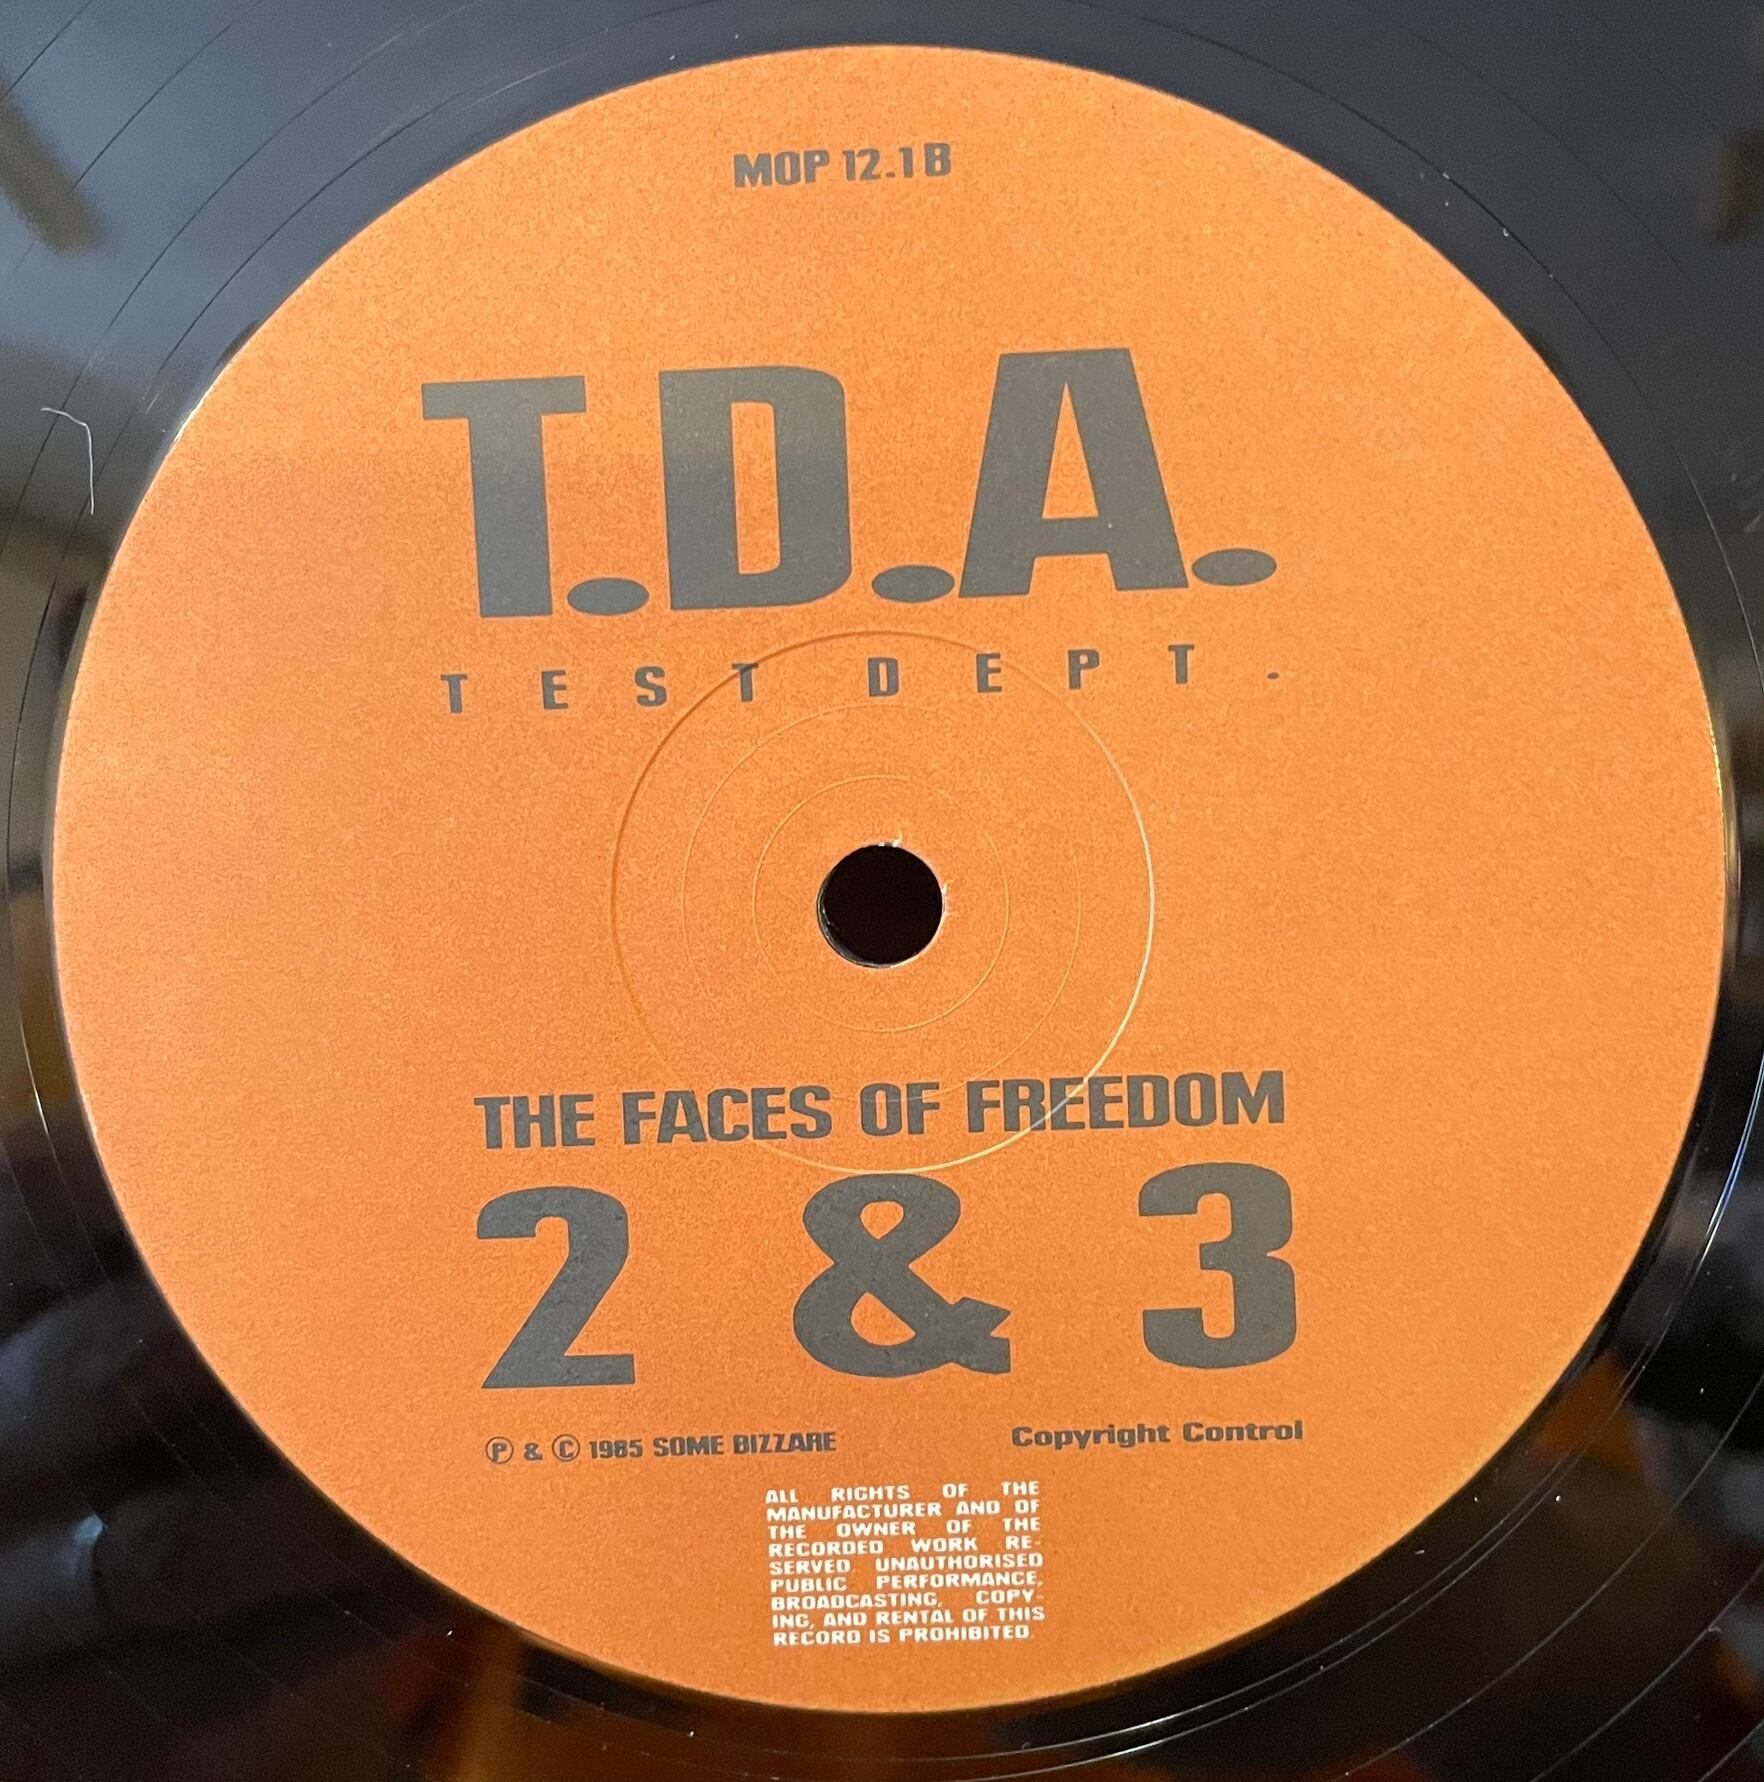 MOP 12.1 B
T.D.A.
TEST DEPT.
THE FACES OF FREEDOM
2 & 3
℗ & © 1985 SOME BIZZARE
Copyright Control
ALL RIGHTS OF THE
MANUFACTURER AND OF
THE OWNER OF THE
RECORDED WORK RE-
SERVED. UNAUTHORISED
PUBLIC PERFORMANCE,
BROADCASTING, COPY-
ING, AND RENTAL OF THIS
RECORD IS PROHIBITED.